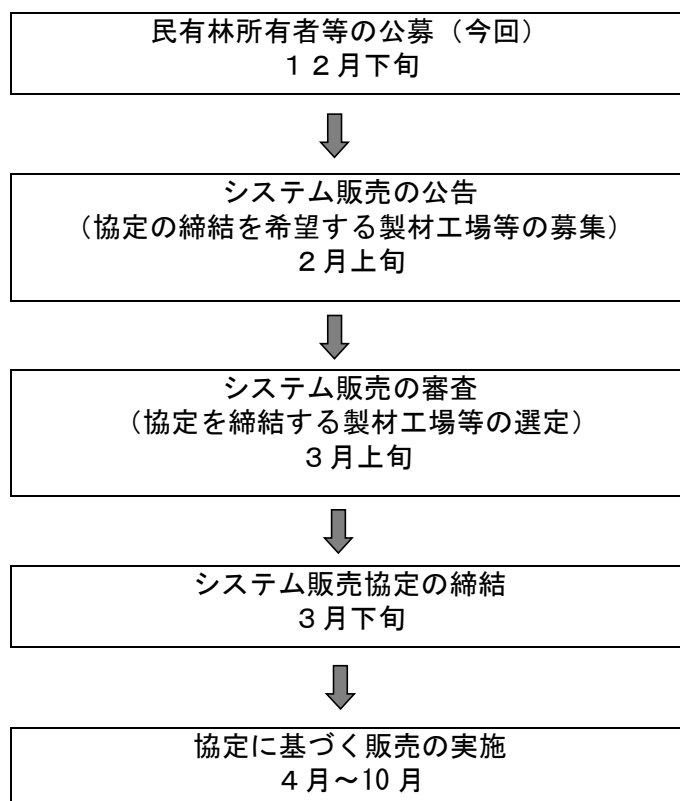 民有林所有者等の公募（今回）
１２月下旬
システム販売の公告
（協定の締結を希望する製材工場等の募集）
２月上旬
システム販売の審査
（協定を締結する製材工場等の選定）
３月上旬
システム販売協定の締結
３月下旬
協定に基づく販売の実施
４月～10月